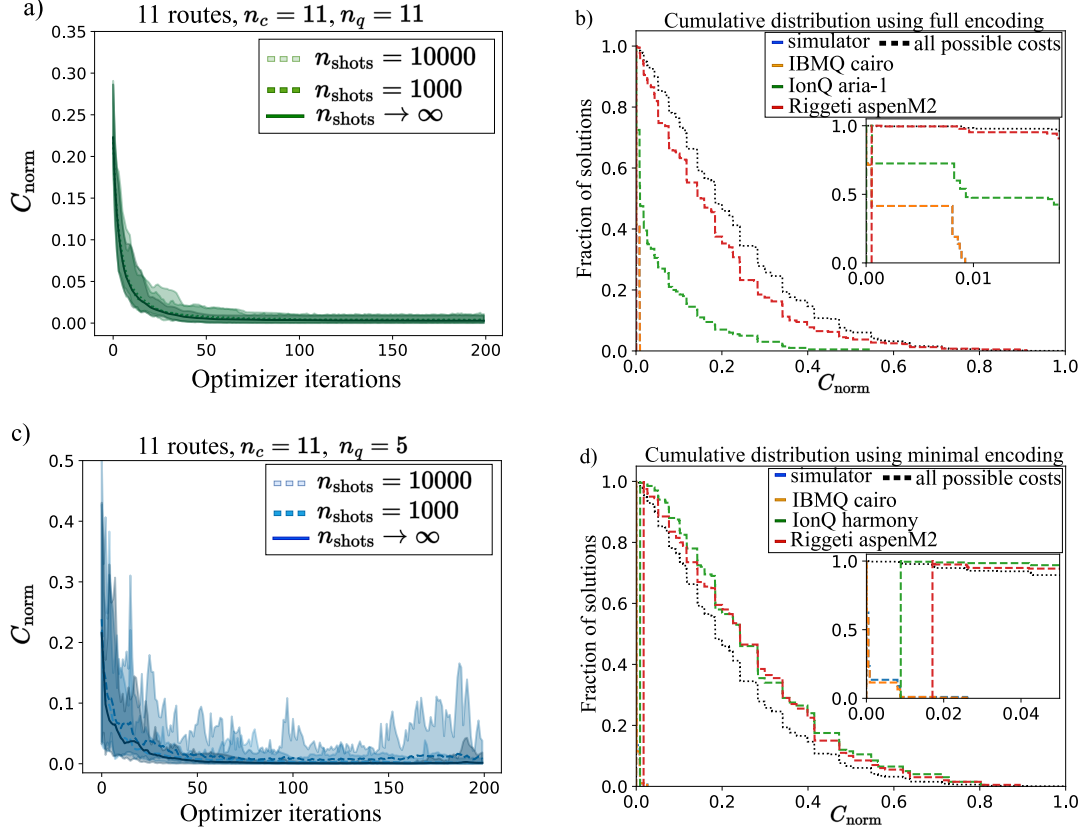 a)
11 routes, n_c = 11, n_q = 11
n_shots = 10000
n_shots = 1000
n_shots → ∞
C_norm
0.35
0.30
0.25
0.20
0.15
0.10
0.05
0.00
0 50 100 150 200
Optimizer iterations
b)
Cumulative distribution using full encoding
simulator all possible costs
IBMQ cairo
IonQ aria-1
Riggeti aspenM2
Fraction of solutions
1.0
0.8
0.6
0.4
0.2
0.0
1.0
0.5
0.0
0.000 0.01
0.0 0.2 0.4 0.6 0.8 1.0
C_norm
c)
11 routes, n_c = 11, n_q = 5
n_shots = 10000
n_shots = 1000
n_shots → ∞
C_norm
0.5
0.4
0.3
0.2
0.1
0.0
0 50 100 150 200
Optimizer iterations
d)
Cumulative distribution using minimal encoding
simulator all possible costs
IBMQ cairo
IonQ harmony
Riggeti aspenM2
Fraction of solutions
1.0
0.8
0.6
0.4
0.2
0.0
1.0
0.5
0.0
0.00 0.02 0.04
0.0 0.2 0.4 0.6 0.8 1.0
C_norm